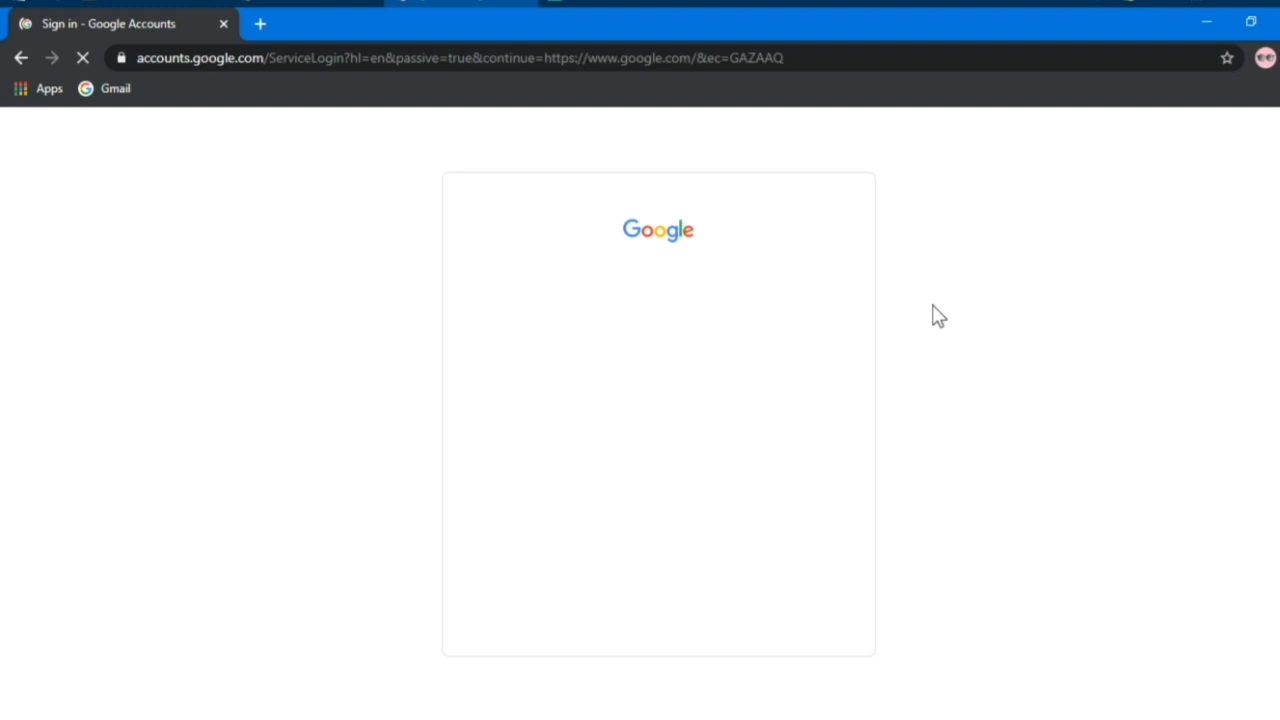 Sign in - Google Accounts
accounts.google.com/ServiceLogin?hl=en&passive=true&continue=https://www.google.com/&ec=GAZAAQ
Apps
Gmail
Google